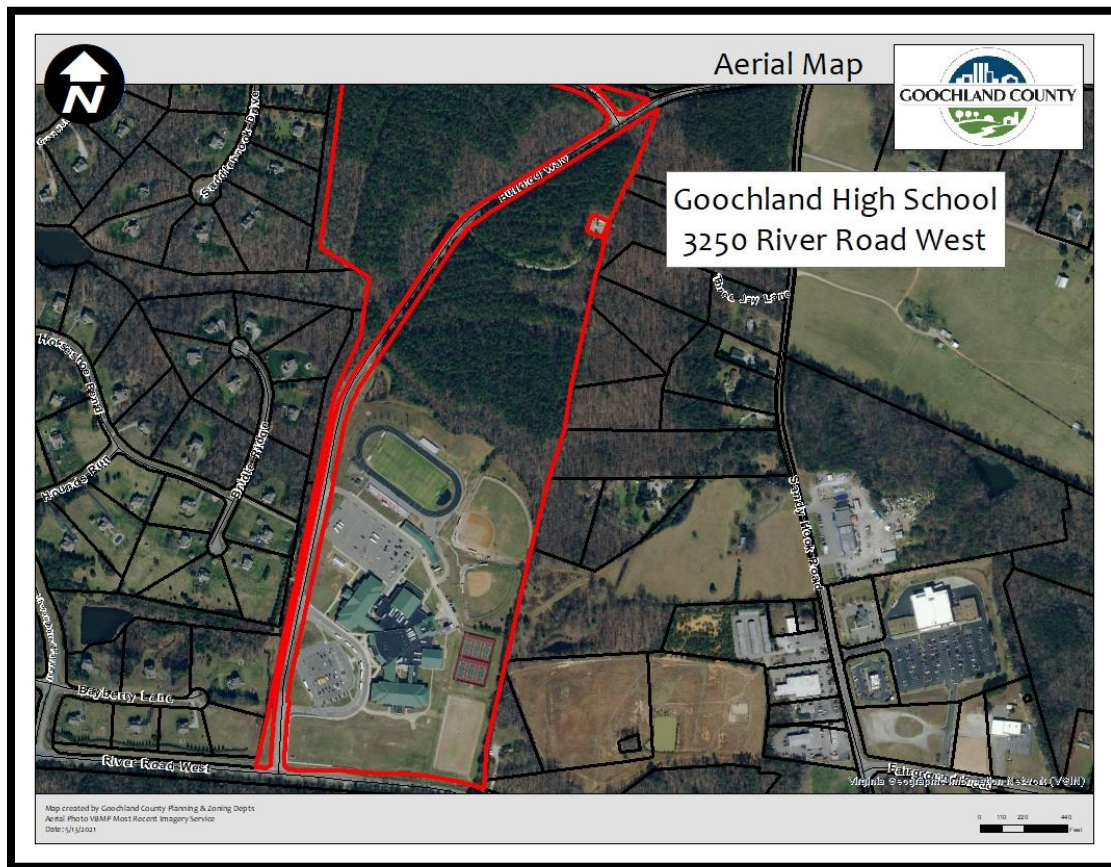 Aerial Map
GOOCHLAND COUNTY
N
Goochland High School
3250 River Road West
Saddlebrook Drive
Bulldog Way
Jay Lane
Horseshoe Bend
Hounds Run
Bridle Ridge
Sandy Hook Road
Bayberry Lane
River Road West
Virginia Geographic Information Network (VGIN)
Map created by Goochland County Planning & Zoning Depts
Aerial Photo VBMP Most Recent Imagery Service
Date: 5/13/2021
0 110 220 440
Feet